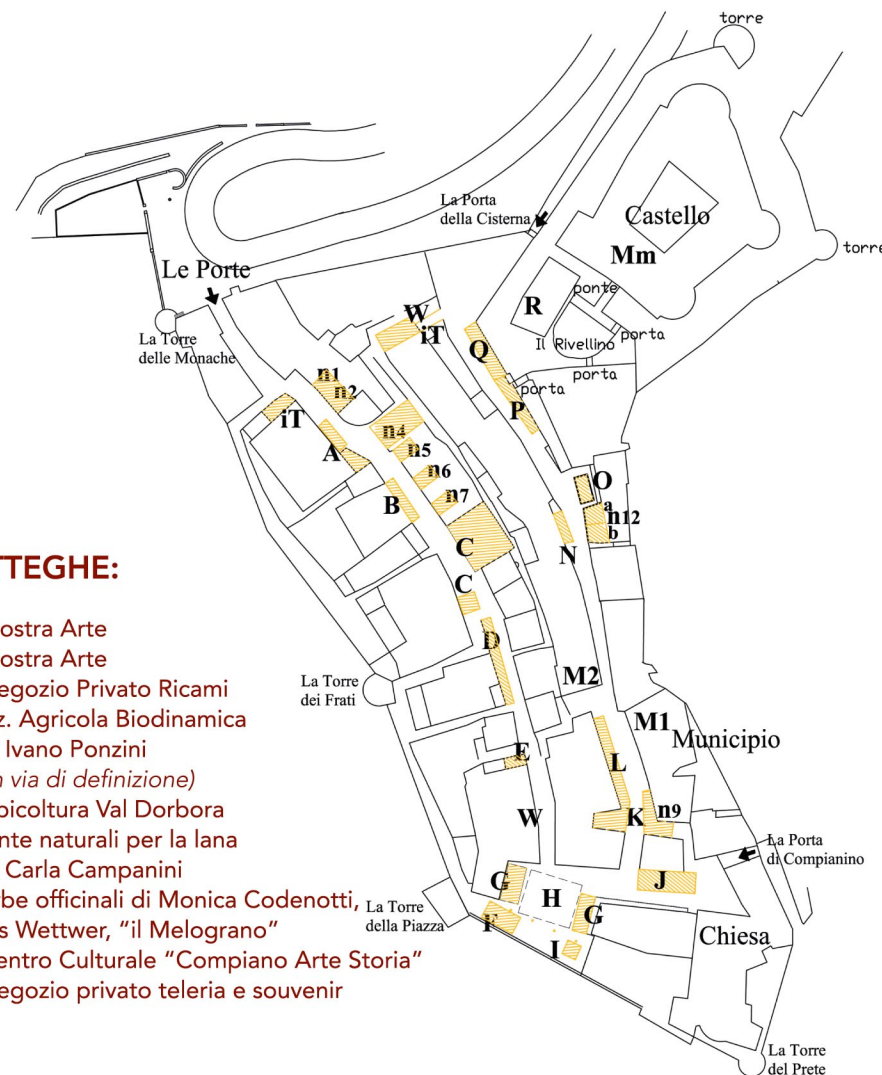 torre
La Porta
della Cisterna
Castello
Mm
torre
Le Porte
ponte
R
W
iT
Il Rivellino
porta
La Torre
delle Monache
Q
n1
n2
porta
porta
P
iT
n4
A
n5
n6
O
B
n7
a
n12
b
C
N
TTEGHE:
C
ostra Arte
D
ostra Arte
egozio Privato Ricami
La Torre
dei Frati
M2
z. Agricola Biodinamica
M1
Ivano Ponzini
Municipio
n via di definizione)
E
L
picoltura Val Dorbora
W
K
n9
nte naturali per la lana
La Porta
di Compianino
Carla Campanini
G
J
rbe officinali di Monica Codenotti,
H
La Torre
della Piazza
F
G
s Wettwer, “il Melograno”
Chiesa
entro Culturale “Compiano Arte Storia”
I
egozio privato teleria e souvenir
La Torre
del Prete